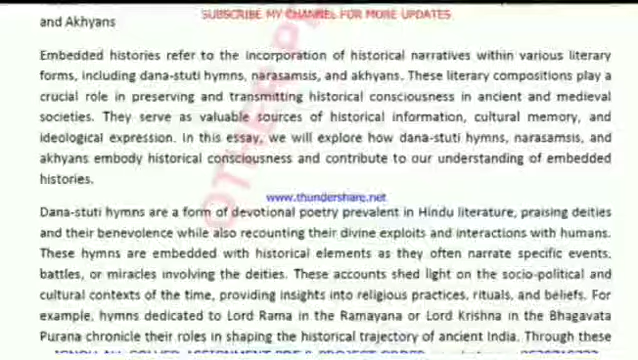 SUBSCRIBE MY CHANNEL FOR MORE UPDATES
and Akhyans
Embedded histories refer to the incorporation of historical narratives within various literary
forms, including dana-stuti hymns, narasamsis, and akhyans. These literary compositions play a
crucial role in preserving and transmitting historical consciousness in ancient and medieval
societies. They serve as valuable sources of historical information, cultural memory, and
ideological expression. In this essay, we will explore how dana-stuti hymns, narasamsis, and
akhyans embody historical consciousness and contribute to our understanding of embedded
histories.
www.thundershare.net
Dana-stuti hymns are a form of devotional poetry prevalent in Hindu literature, praising deities
and their benevolence while also recounting their divine exploits and interactions with humans.
These hymns are embedded with historical elements as they often narrate specific events,
battles, or miracles involving the deities. These accounts shed light on the socio-political and
cultural contexts of the time, providing insights into religious practices, rituals, and beliefs. For
example, hymns dedicated to Lord Rama in the Ramayana or Lord Krishna in the Bhagavata
Purana chronicle their roles in shaping the historical trajectory of ancient India. Through these